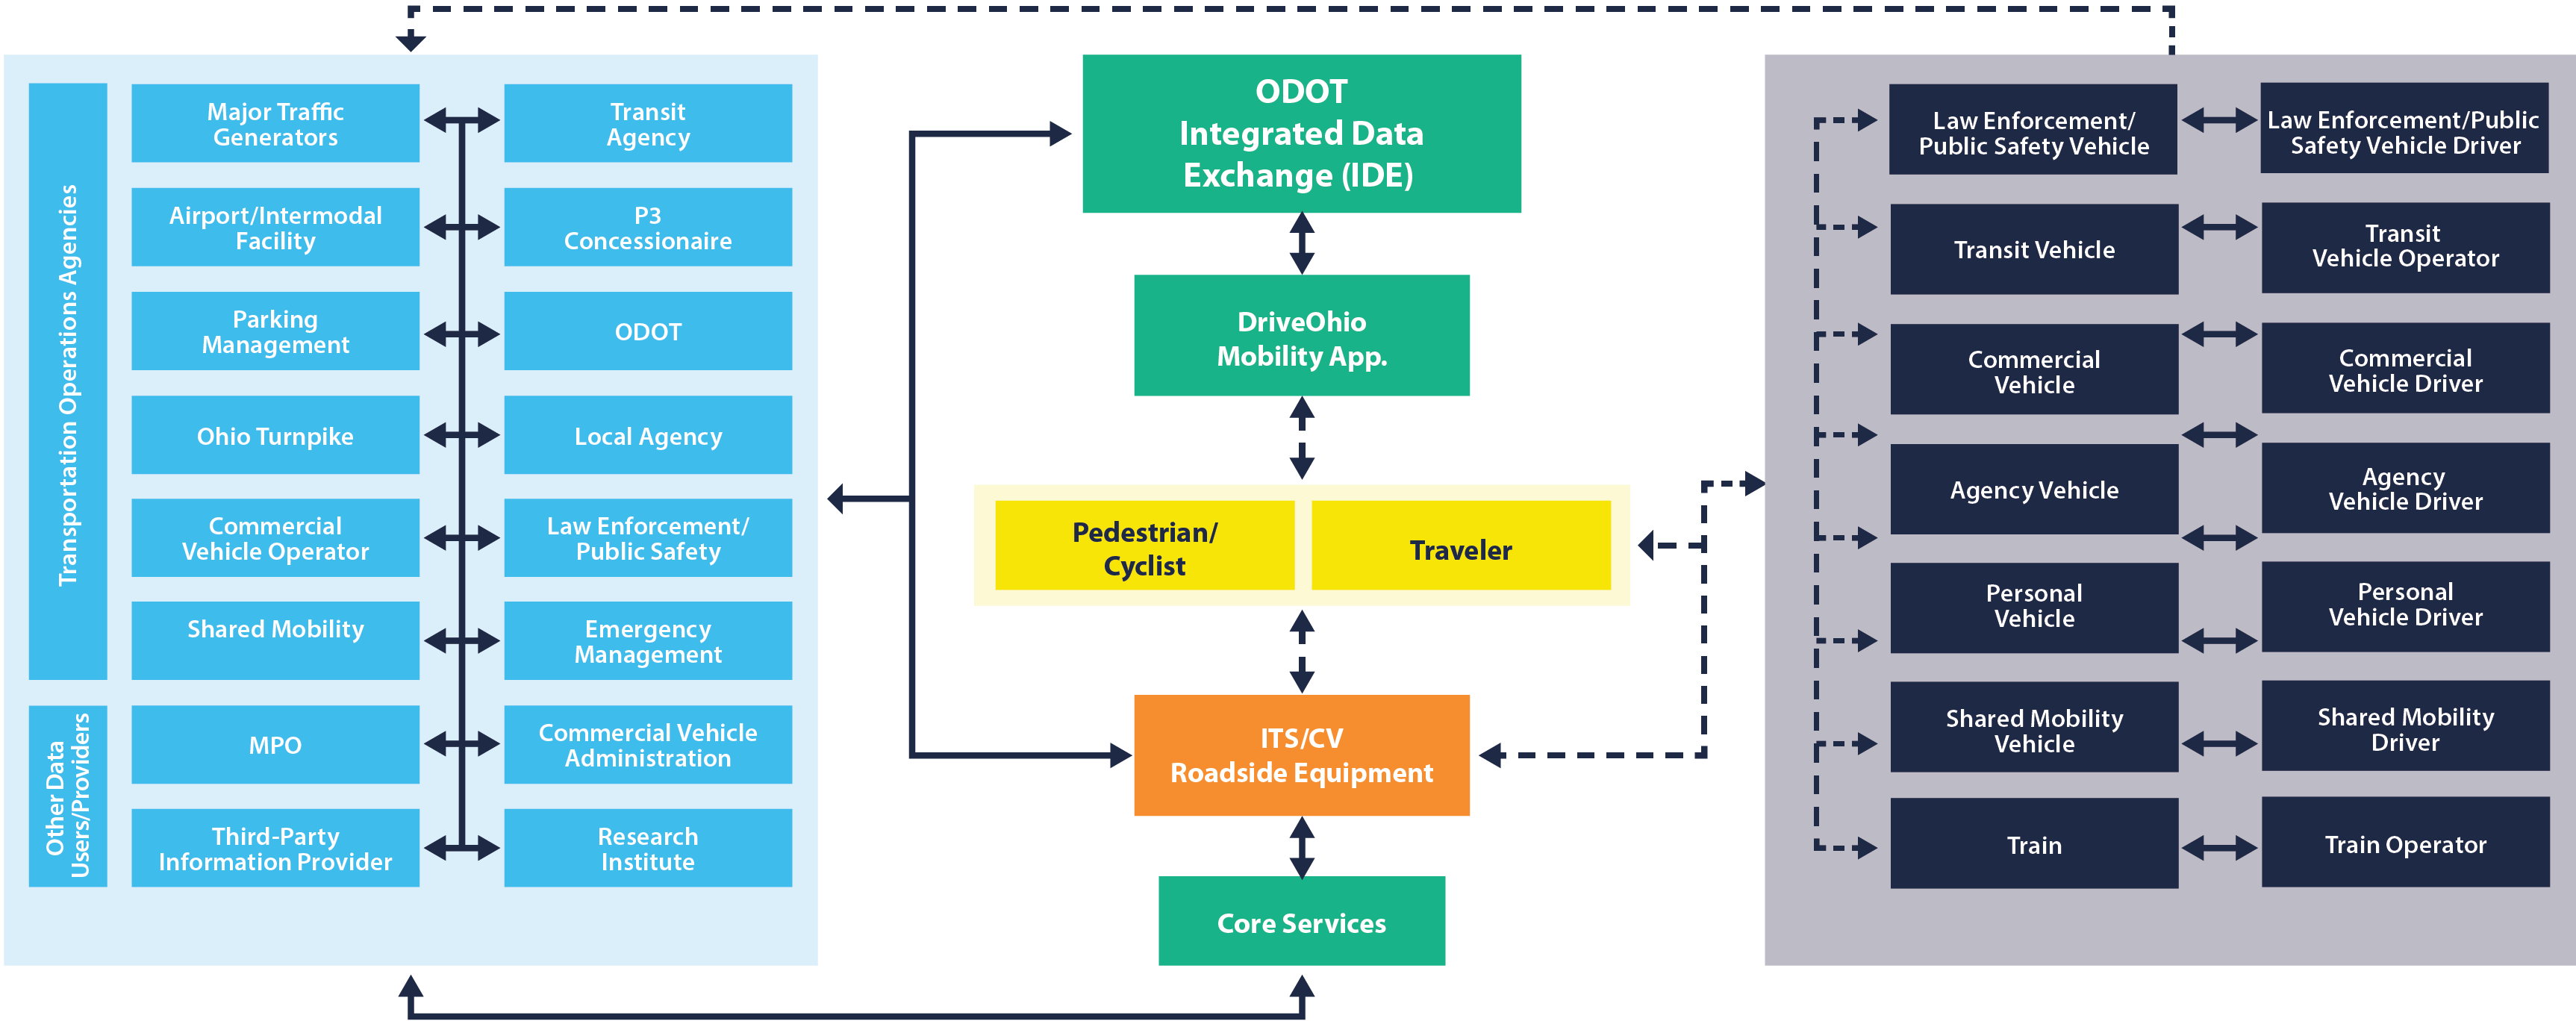 Transportation Operations Agencies
Other Data
Users/Providers
Major Traffic
Generators
Transit
Agency
Airport/Intermodal
Facility
P3
Concessionaire
Parking
Management
ODOT
Ohio Turnpike
Local Agency
Commercial
Vehicle Operator
Law Enforcement/
Public Safety
Shared Mobility
Emergency
Management
MPO
Commercial Vehicle
Administration
Third-Party
Information Provider
Research
Institute
ODOT
Integrated Data
Exchange (IDE)
DriveOhio
Mobility App.
Pedestrian/
Cyclist
Traveler
ITS/CV
Roadside Equipment
Core Services
Law Enforcement/
Public Safety Vehicle
Law Enforcement/Public
Safety Vehicle Driver
Transit Vehicle
Transit
Vehicle Operator
Commercial
Vehicle
Commercial
Vehicle Driver
Agency Vehicle
Agency
Vehicle Driver
Personal
Vehicle
Personal
Vehicle Driver
Shared Mobility
Vehicle
Shared Mobility
Driver
Train
Train Operator